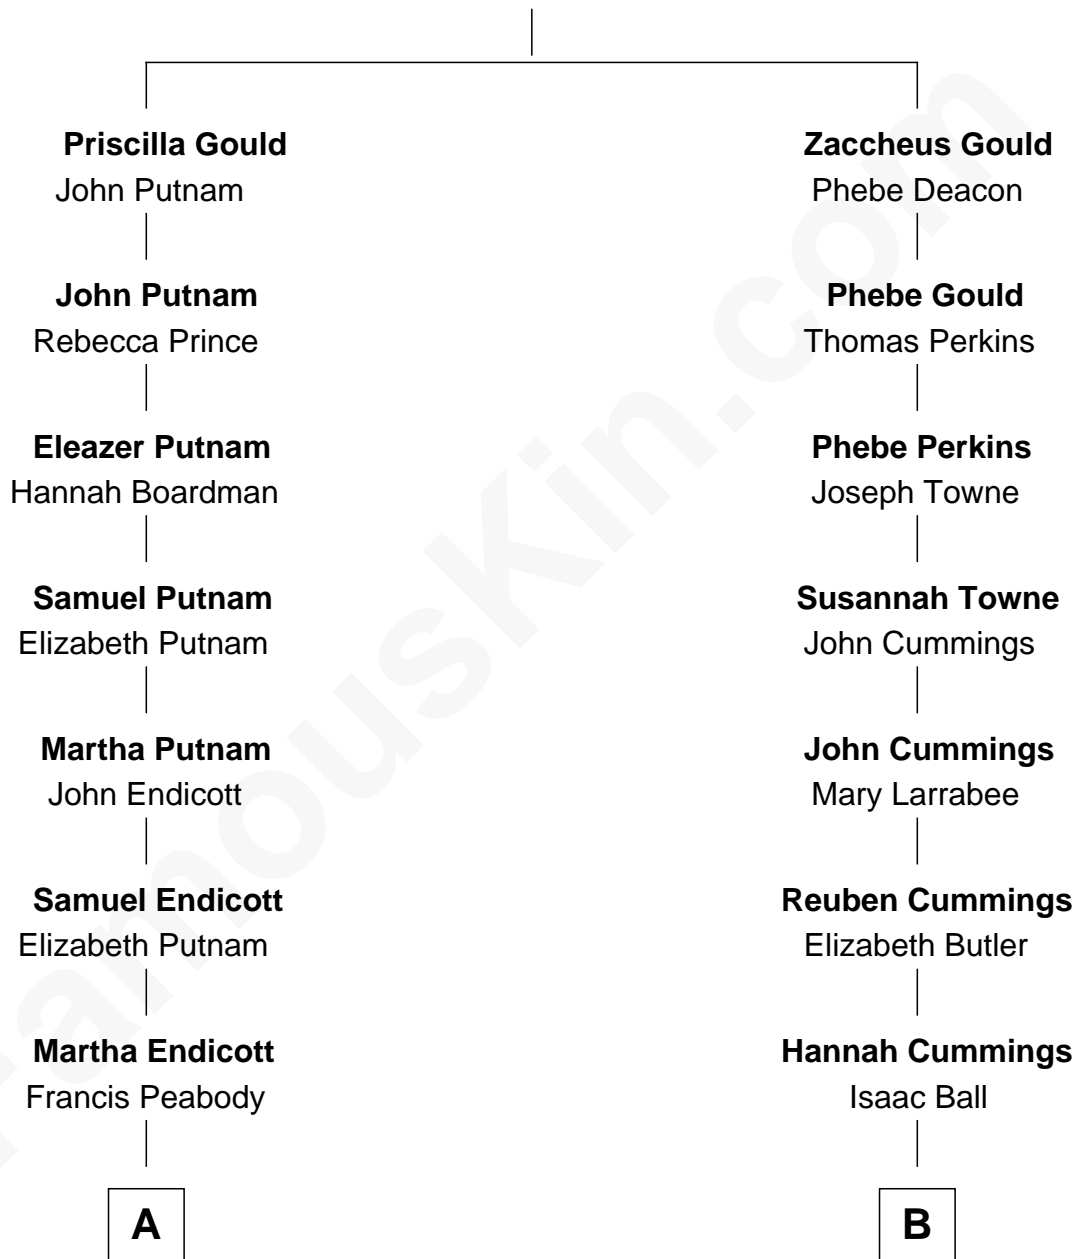 Priscilla Gould
John Putnam
John Putnam
Rebecca Prince
Eleazer Putnam
Hannah Boardman
Samuel Putnam
Elizabeth Putnam
Martha Putnam
John Endicott
Samuel Endicott
Elizabeth Putnam
Martha Endicott
Francis Peabody
A
Zaccheus Gould
Phebe Deacon
Phebe Gould
Thomas Perkins
Phebe Perkins
Joseph Towne
Susannah Towne
John Cummings
John Cummings
Mary Larrabee
Reuben Cummings
Elizabeth Butler
Hannah Cummings
Isaac Ball
B
FamousKin.com